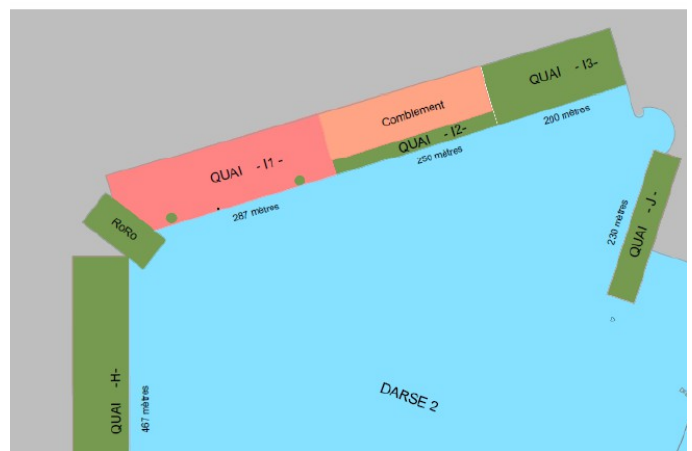 QUAI - I3-
Comblement
200 mètres
QUAI - I2-
250 mètres
QUAI - I1 -
287 mètres
RoRo
230 mètres
QUAI - J -
QUAI -H-
467 mètres
DARSE 2